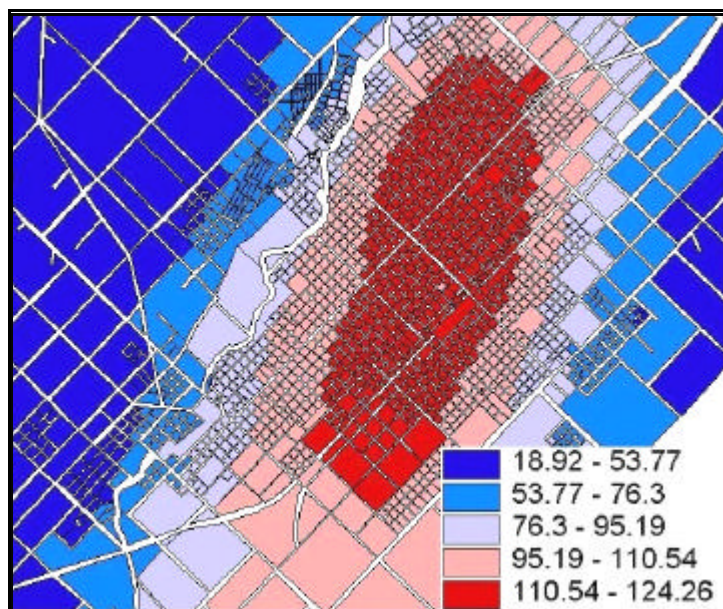 18.92 - 53.77
53.77 - 76.3
76.3 - 95.19
95.19 - 110.54
110.54 - 124.26